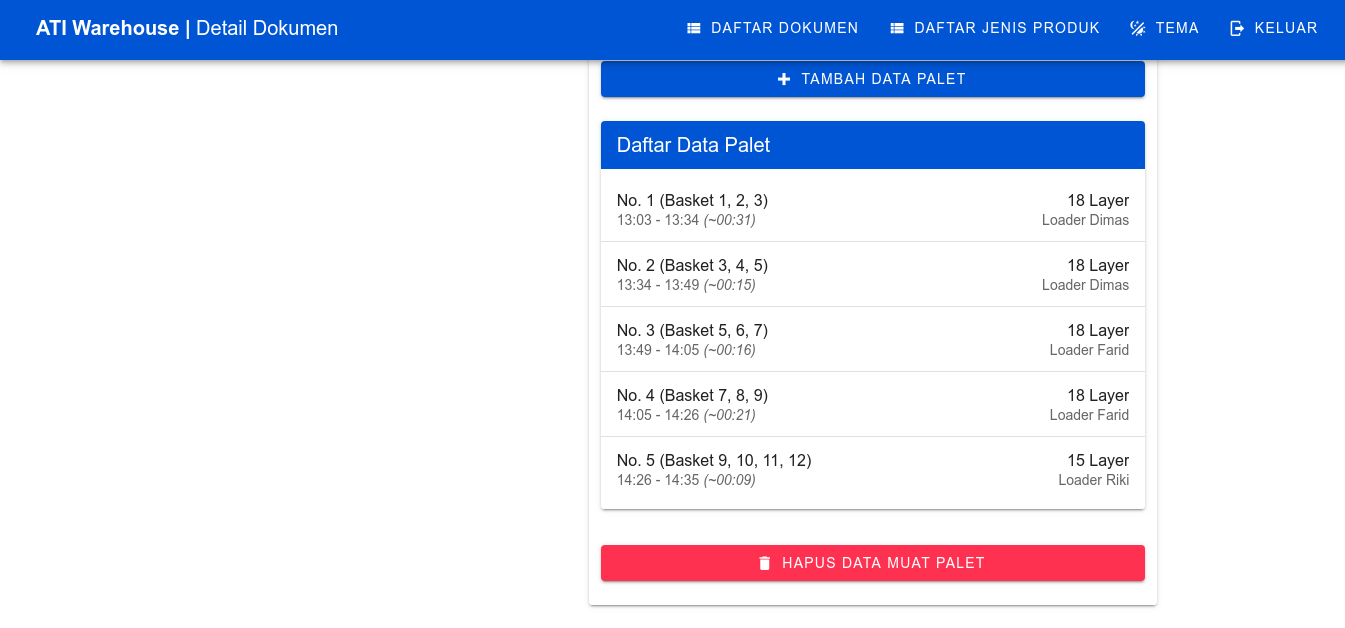 ATI Warehouse | Detail Dokumen
DAFTAR DOKUMEN
DAFTAR JENIS PRODUK
TEMA
KELUAR
TAMBAH DATA PALET
Daftar Data Palet
No. 1 (Basket 1, 2, 3)
18 Layer
13:03 - 13:34 (~00:31)
Loader Dimas
No. 2 (Basket 3, 4, 5)
18 Layer
13:34 - 13:49 (~00:15)
Loader Dimas
No. 3 (Basket 5, 6, 7)
18 Layer
13:49 - 14:05 (~00:16)
Loader Farid
No. 4 (Basket 7, 8, 9)
18 Layer
14:05 - 14:26 (~00:21)
Loader Farid
No. 5 (Basket 9, 10, 11, 12)
15 Layer
14:26 - 14:35 (~00:09)
Loader Riki
HAPUS DATA MUAT PALET